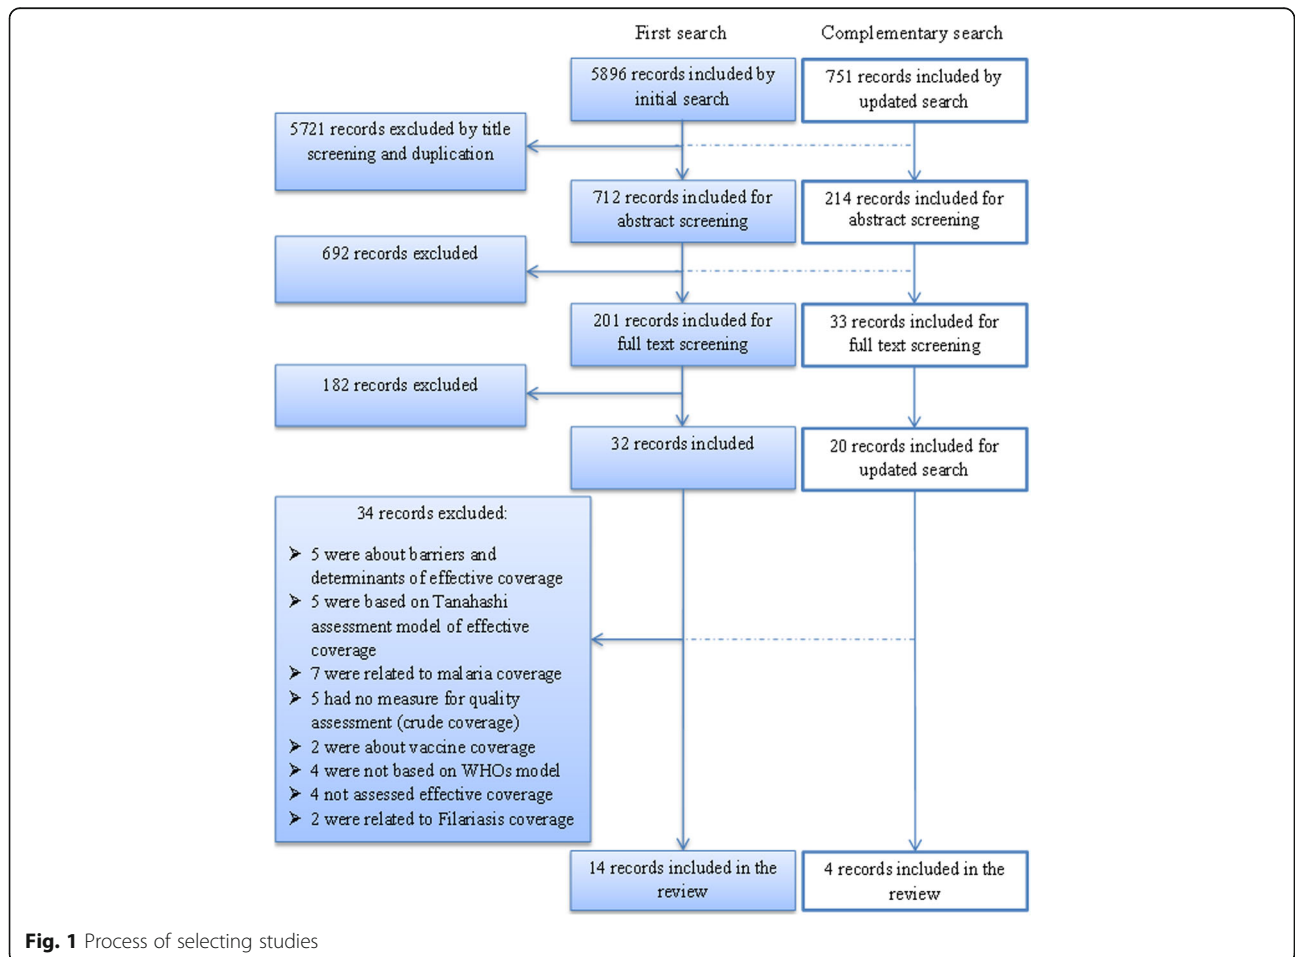 First search
Complementary search
5896 records included by
initial search
751 records included by
updated search
5721 records excluded by title
screening and duplication
712 records included for
abstract screening
214 records included for
abstract screening
692 records excluded
201 records included for
full text screening
33 records included for
full text screening
182 records excluded
32 records included
20 records included for
updated search
34 records excluded:
➢ 5 were about barriers and
determinants of effective coverage
➢ 5 were based on Tanahashi
assessment model of effective
coverage
➢ 7 were related to malaria coverage
➢ 5 had no measure for quality
assessment (crude coverage)
➢ 2 were about vaccine coverage
➢ 4 were not based on WHOs model
➢ 4 not assessed effective coverage
➢ 2 were related to Filariasis coverage
14 records included in the
review
4 records included in the
review
Fig. 1 Process of selecting studies